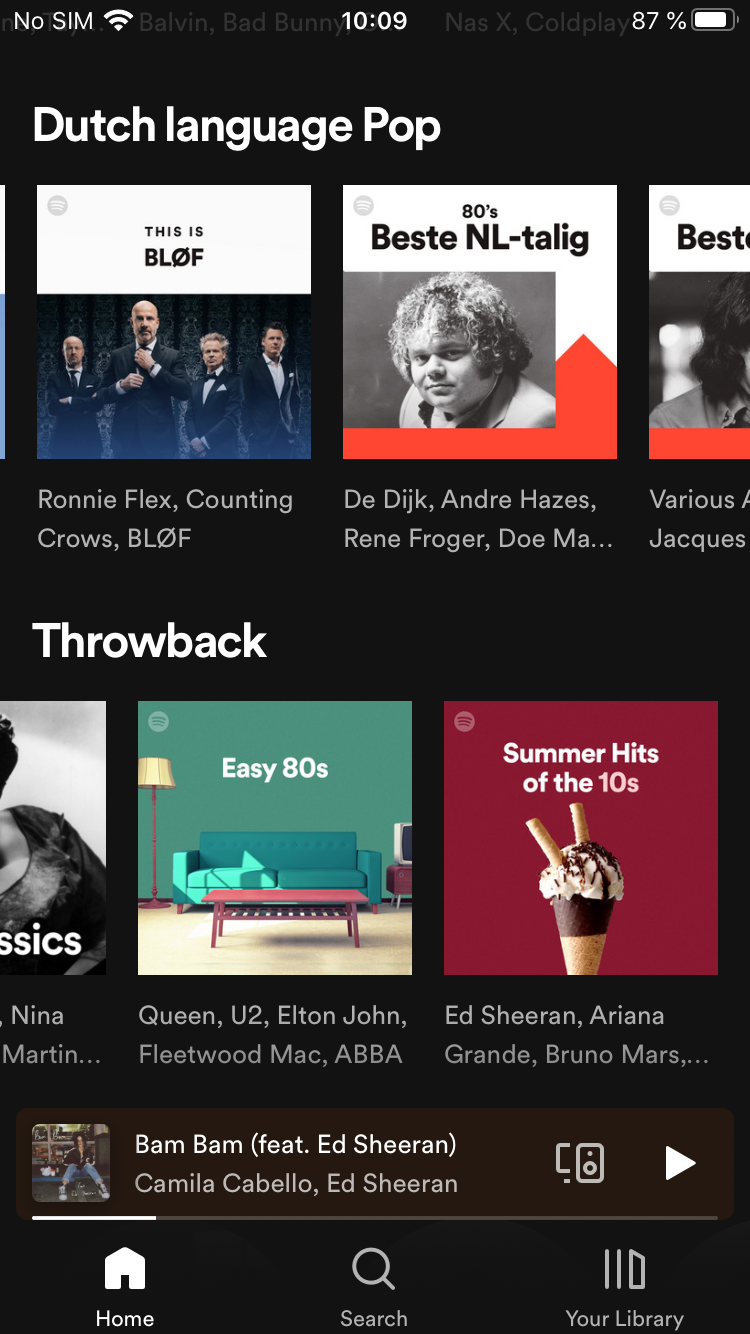 No SIM 10:09 87 %
Balvin, Bad Bunny, Nas X, Coldplay
Dutch language Pop
THIS IS
BLØF
80's
Beste NL-talig
Ronnie Flex, Counting
Crows, BLØF
De Dijk, Andre Hazes,
Rene Froger, Doe Ma...
Various A
Jacques
Throwback
ssics
Easy 80s
Summer Hits
of the 10s
, Nina
Martin...
Queen, U2, Elton John,
Fleetwood Mac, ABBA
Ed Sheeran, Ariana
Grande, Bruno Mars,...
Bam Bam (feat. Ed Sheeran)
Camila Cabello, Ed Sheeran
Home Search Your Library